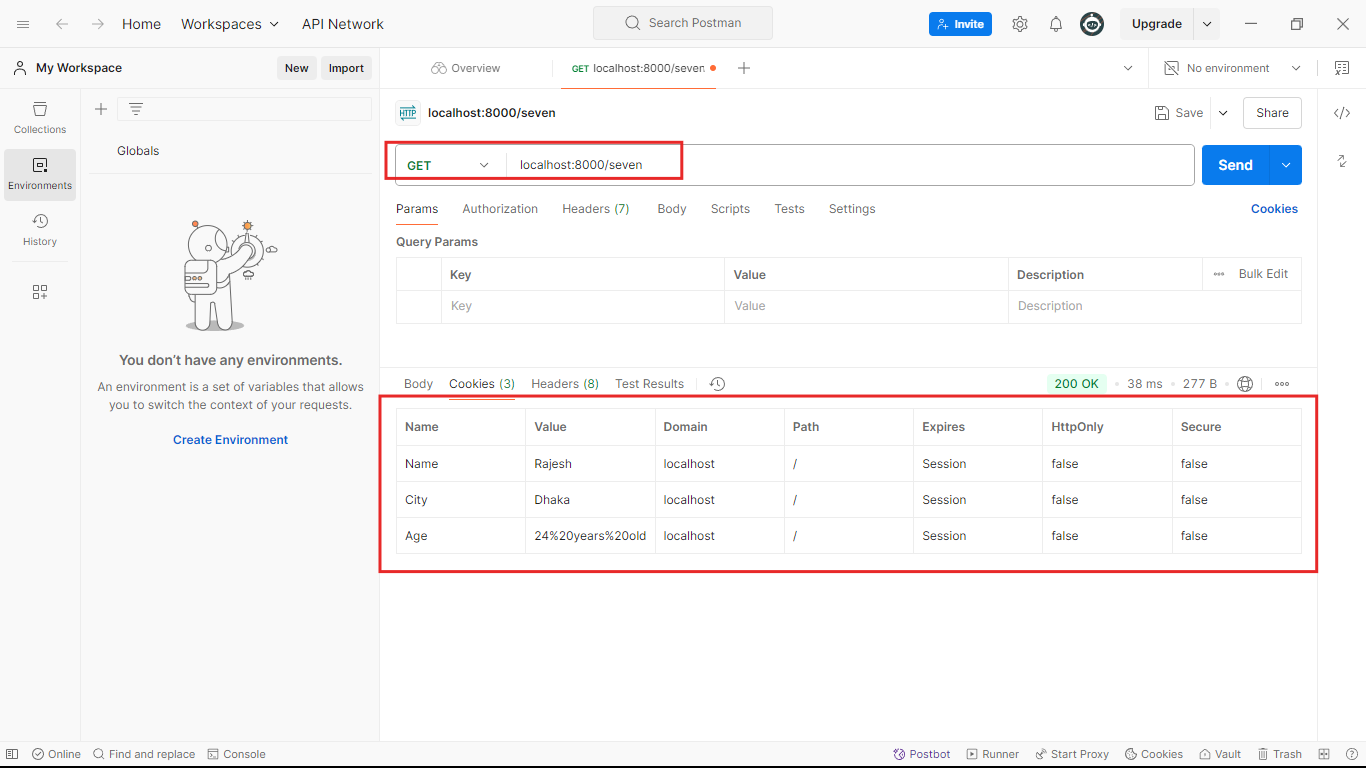 Home Workspaces API Network Search Postman Invite Upgrade
My Workspace New Import Overview GET localhost:8000/seven No environment
Collections
Environments
History
Globals
You don't have any environments.
An environment is a set of variables that allows
you to switch the context of your requests.
Create Environment
HTTP localhost:8000/seven Save Share
GET localhost:8000/seven Send
Params Authorization Headers (7) Body Scripts Tests Settings Cookies
Query Params
Key Value Description Bulk Edit
Key Value Description
Body Cookies (3) Headers (8) Test Results 200 OK 38 ms 277 B
Name Value Domain Path Expires HttpOnly Secure
Name Rajesh localhost / Session false false
City Dhaka localhost / Session false false
Age 24%20years%20old localhost / Session false false
Online Find and replace Console Postbot Runner Start Proxy Cookies Vault Trash